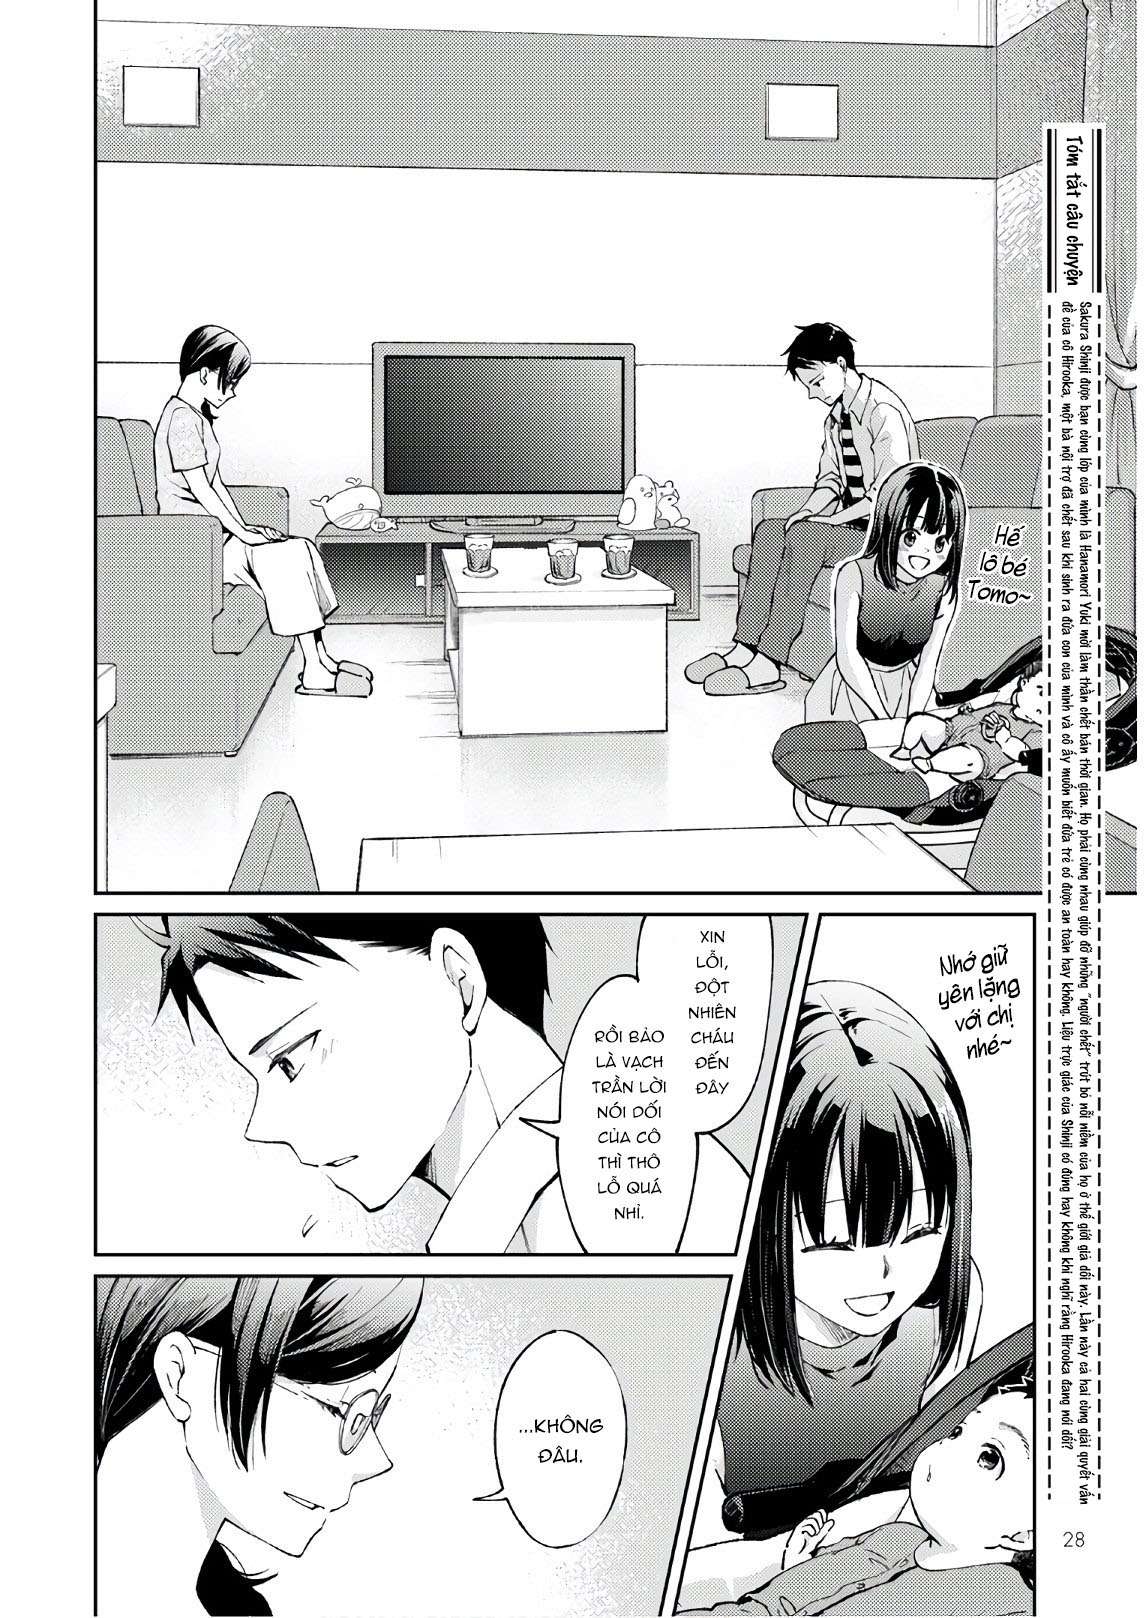 Tóm tắt câu chuyện
Sakura Shinji được bạn cùng lớp của mình là Hanamori Yuki mời làm thần chết bán thời gian. Họ phải cùng nhau giúp đỡ những "người chết" trút bỏ nỗi niềm của họ ở thế giới giả dối này. Lần này cả hai cùng giải quyết vấn
đề của cô Hirooka, một bà nội trợ đã chết sau khi sinh ra đứa con của mình và cô ấy muốn biết đứa trẻ có được an toàn hay không. Liệu trực giác của Shinji có đúng hay không khi nghĩ rằng Hirooka đang nói dối?
Hế
lô bé
Tomo~
Nhớ giữ
yên lặng
với chị
nhé~
XIN
LỖI,
ĐỘT
NHIÊN
CHÁU
ĐẾN
ĐÂY
RỒI BẢO
LÀ VẠCH
TRẦN LỜI
NÓI DỐI
CỦA CÔ
THÌ THÔ
LỖ QUÁ
NHỈ.
...KHÔNG
ĐÂU.
28